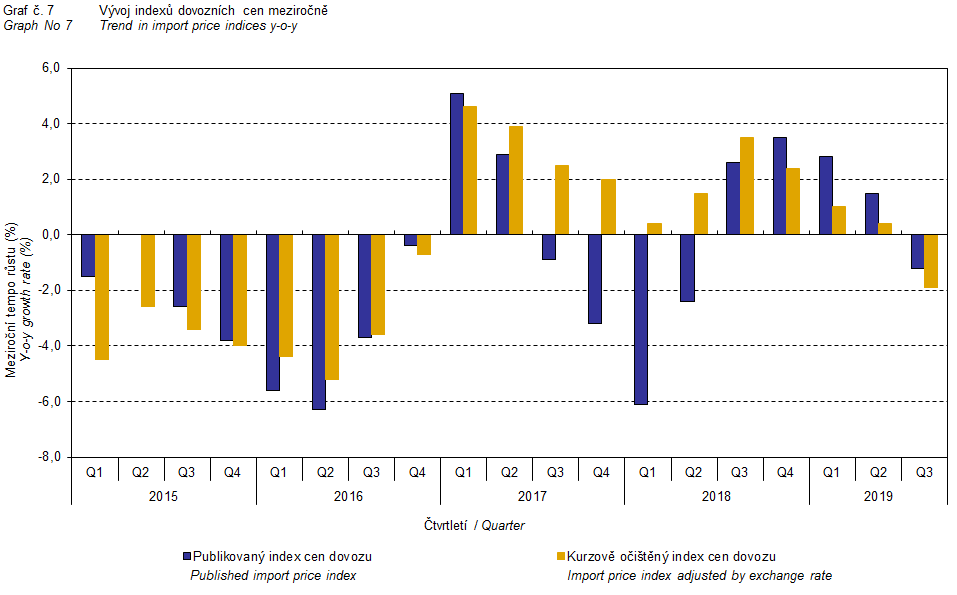 Graf č. 7 Vývoj indexů dovozních cen meziročně
Graph No 7 Trend in import price indices y-o-y
6,0
4,0
2,0
0,0
-2,0
-4,0
-6,0
-8,0
Meziroční tempo růstu (%)
Y-o-y growth rate (%)
Q1 Q2 Q3 Q4 Q1 Q2 Q3 Q4 Q1 Q2 Q3 Q4 Q1 Q2 Q3 Q4 Q1 Q2 Q3
2015 2016 2017 2018 2019
Čtvrtletí / Quarter
Publikovaný index cen dovozu
Published import price index
Kurzově očištěný index cen dovozu
Import price index adjusted by exchange rate